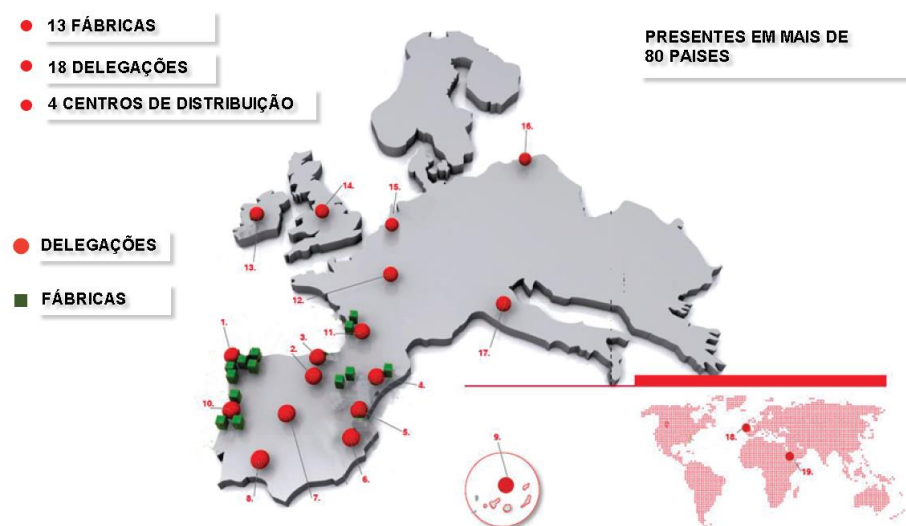 13 FÁBRICAS
18 DELEGAÇÕES
4 CENTROS DE DISTRIBUIÇÃO
PRESENTES EM MAIS DE
80 PAISES
DELEGAÇÕES
FÁBRICAS
16.
14.
15.
13.
12.
11.
1.
2.
3.
17.
4.
10.
5.
6.
7.
8.
9.
18.
19.